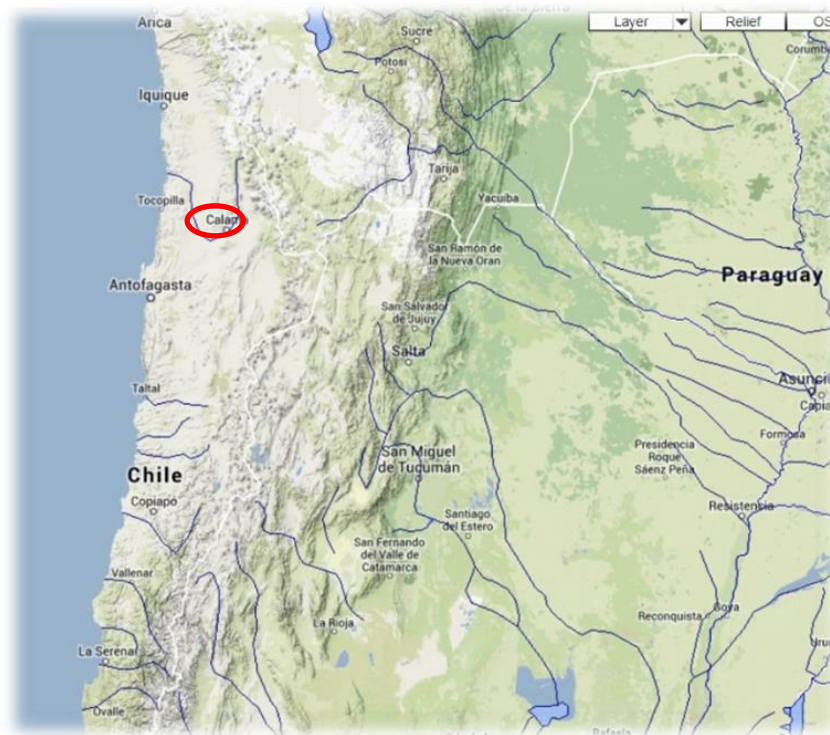 Arica
Layer
Relief
Sucre
Potosi
Iquique
Tarija
Tocopilla
Yacuiba
San Ramón de
la Nueva Oran
Paraguay
Antofagasta
San Salvador
de Jujuy
Salta
Taltal
Formosa
San Miguel
de Tucumán
Presidencia
Roque
Sáenz Peña
Chile
Copiapó
Resistencia
Santiago
del Estero
San Fernando
del Valle de
Catamarca
Vallenar
Reconquista
Goya
La Rioja
La Serena
Ovalle